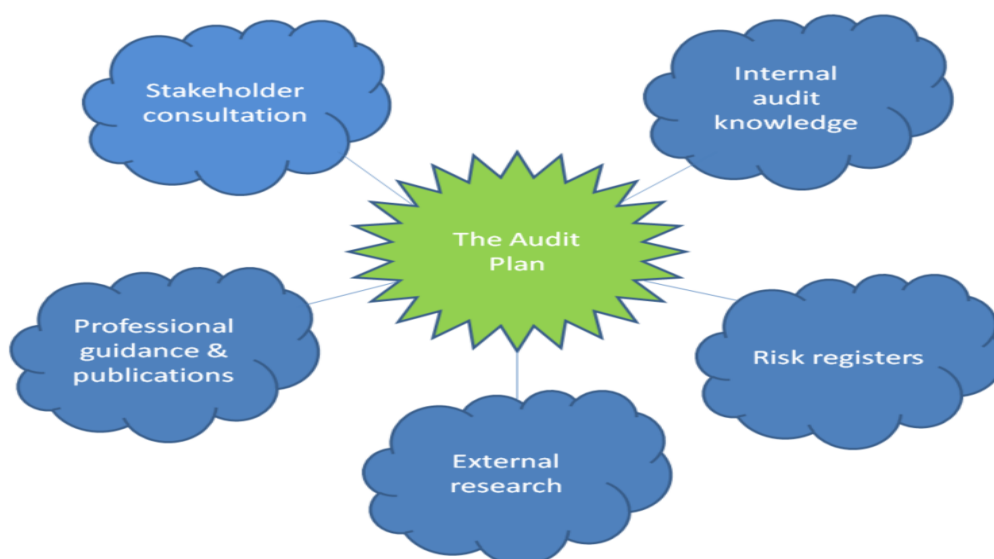 Stakeholder
consultation
Internal
audit
knowledge
The Audit
Plan
Professional
guidance &
publications
Risk registers
External
research